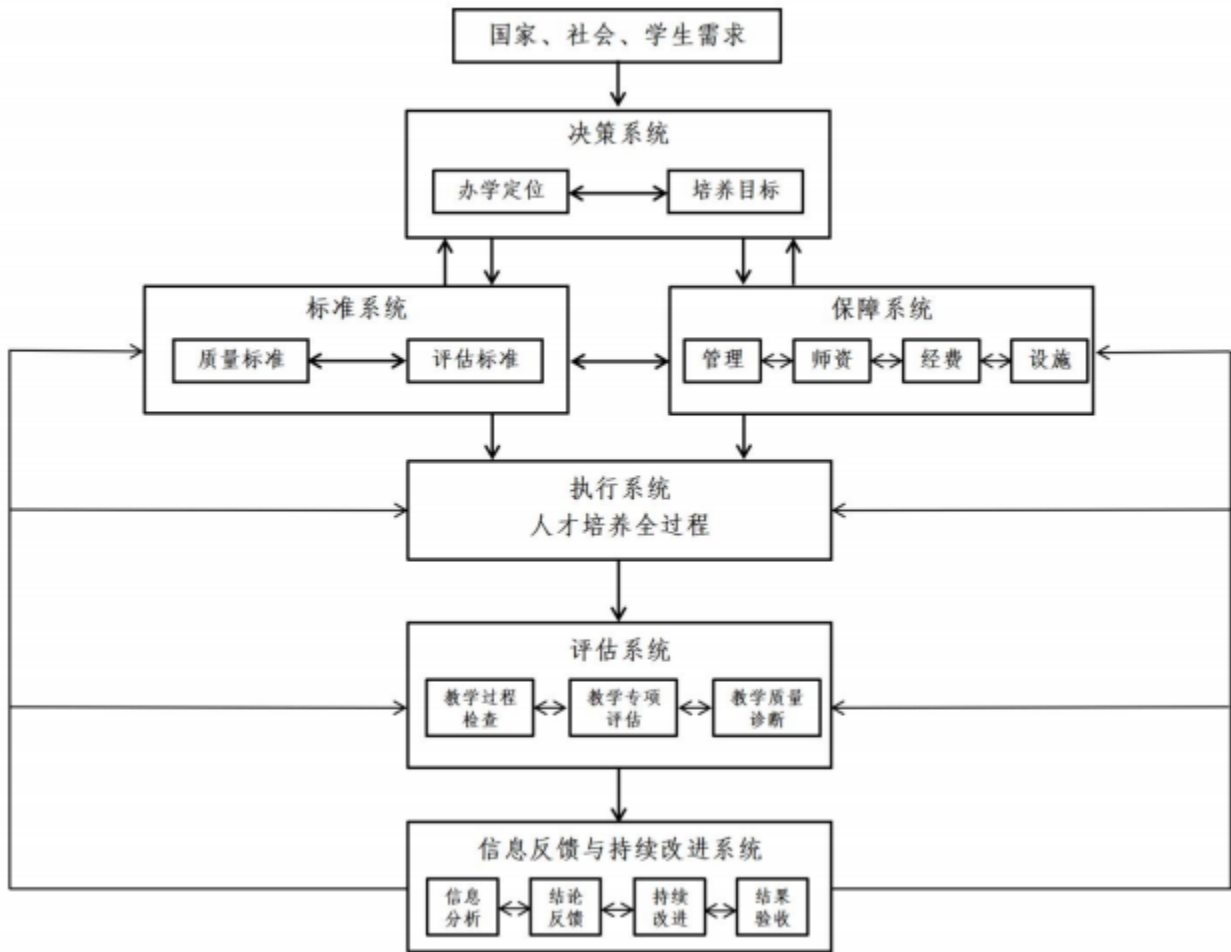 国家、社会、学生需求
决策系统
办学定位
培养目标
标准系统
质量标准
评估标准
保障系统
管理
师资
经费
设施
执行系统
人才培养全过程
评估系统
教学过程
检查
教学专项
评估
教学质量
诊断
信息反馈与持续改进系统
信息
分析
结论
反馈
持续
改进
结果
验收